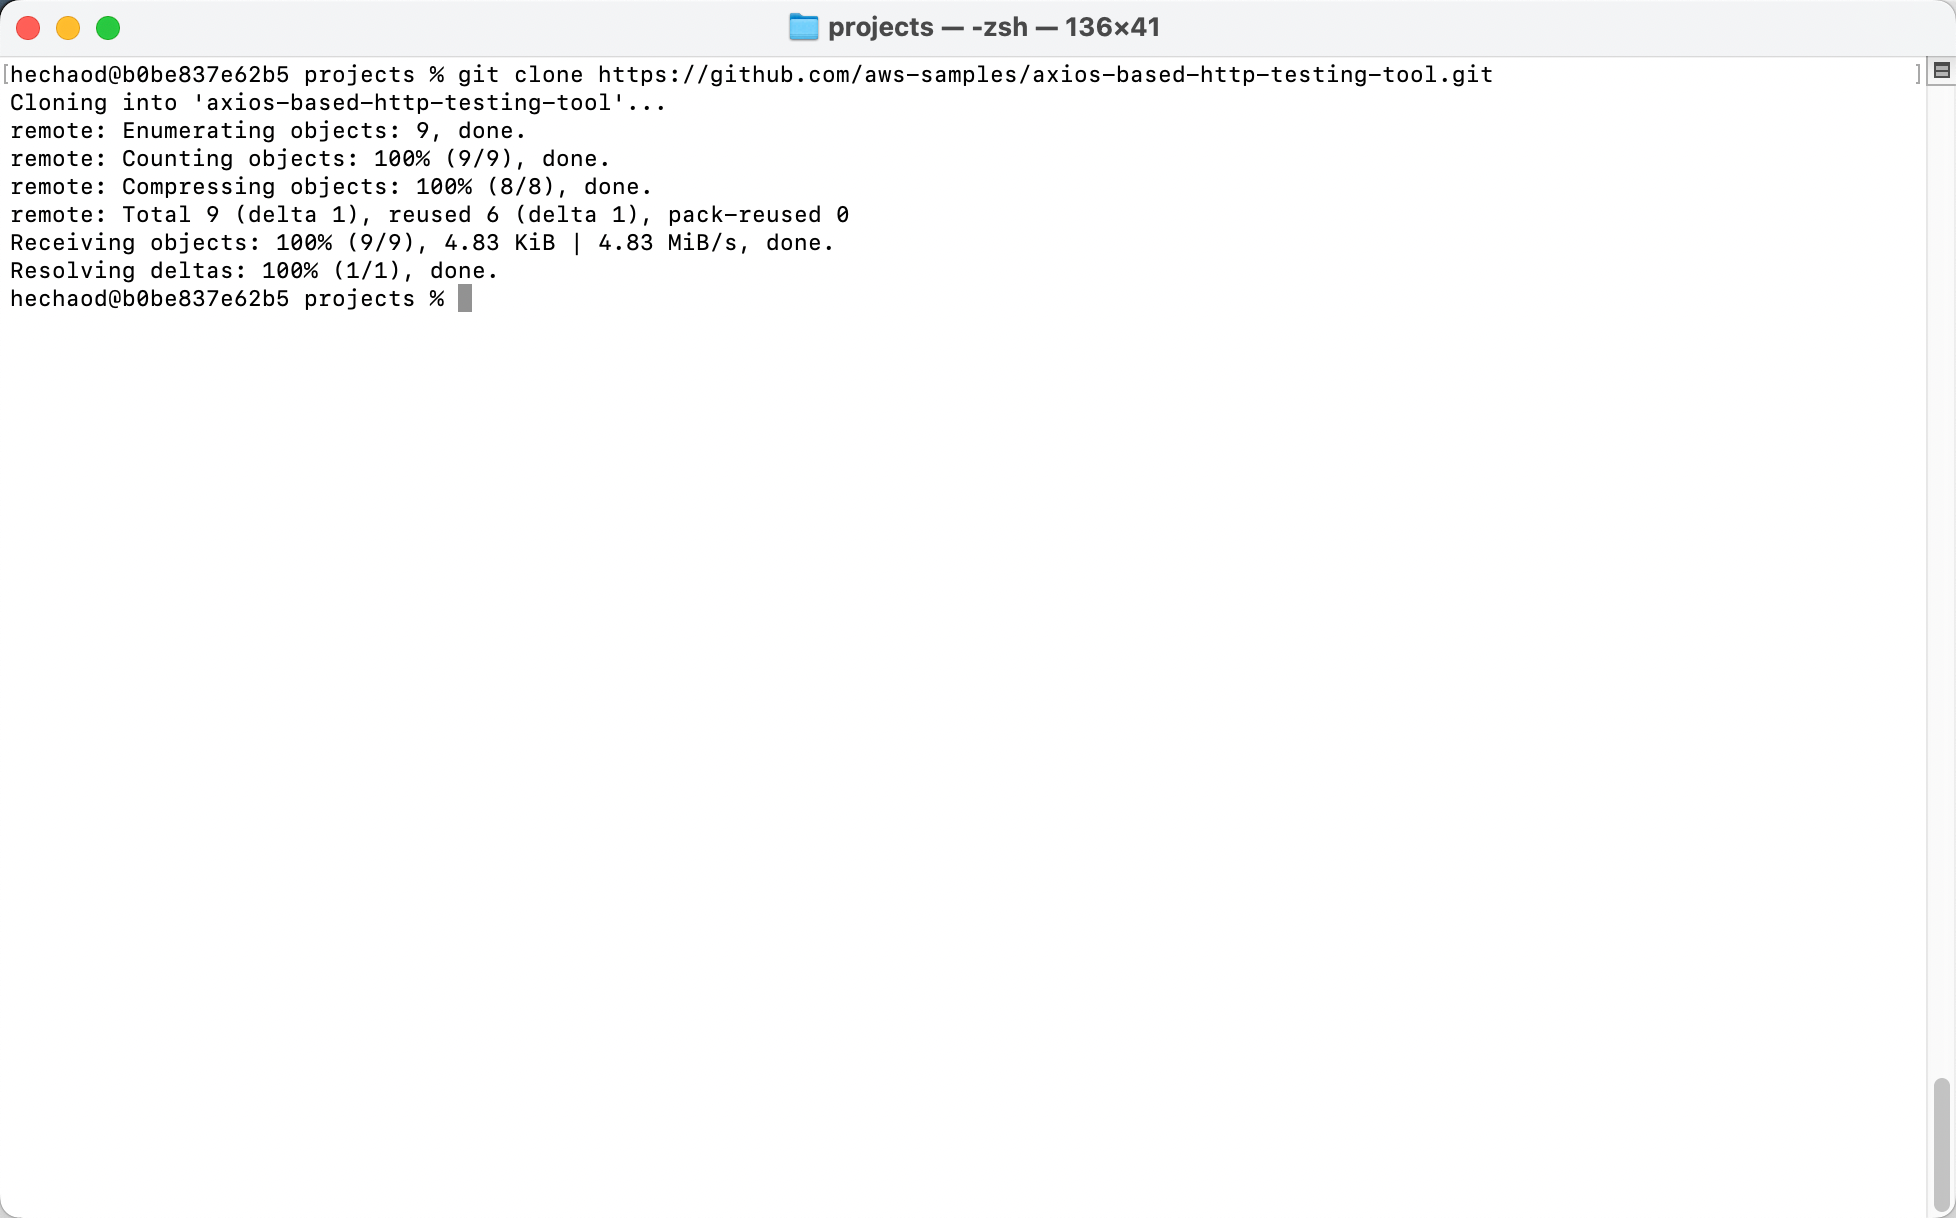 projects — -zsh — 136×41
[hechaod@b0be837e62b5 projects % git clone https://github.com/aws-samples/axios-based-http-testing-tool.git ]
Cloning into 'axios-based-http-testing-tool'...
remote: Enumerating objects: 9, done.
remote: Counting objects: 100% (9/9), done.
remote: Compressing objects: 100% (8/8), done.
remote: Total 9 (delta 1), reused 6 (delta 1), pack-reused 0
Receiving objects: 100% (9/9), 4.83 KiB | 4.83 MiB/s, done.
Resolving deltas: 100% (1/1), done.
hechaod@b0be837e62b5 projects %